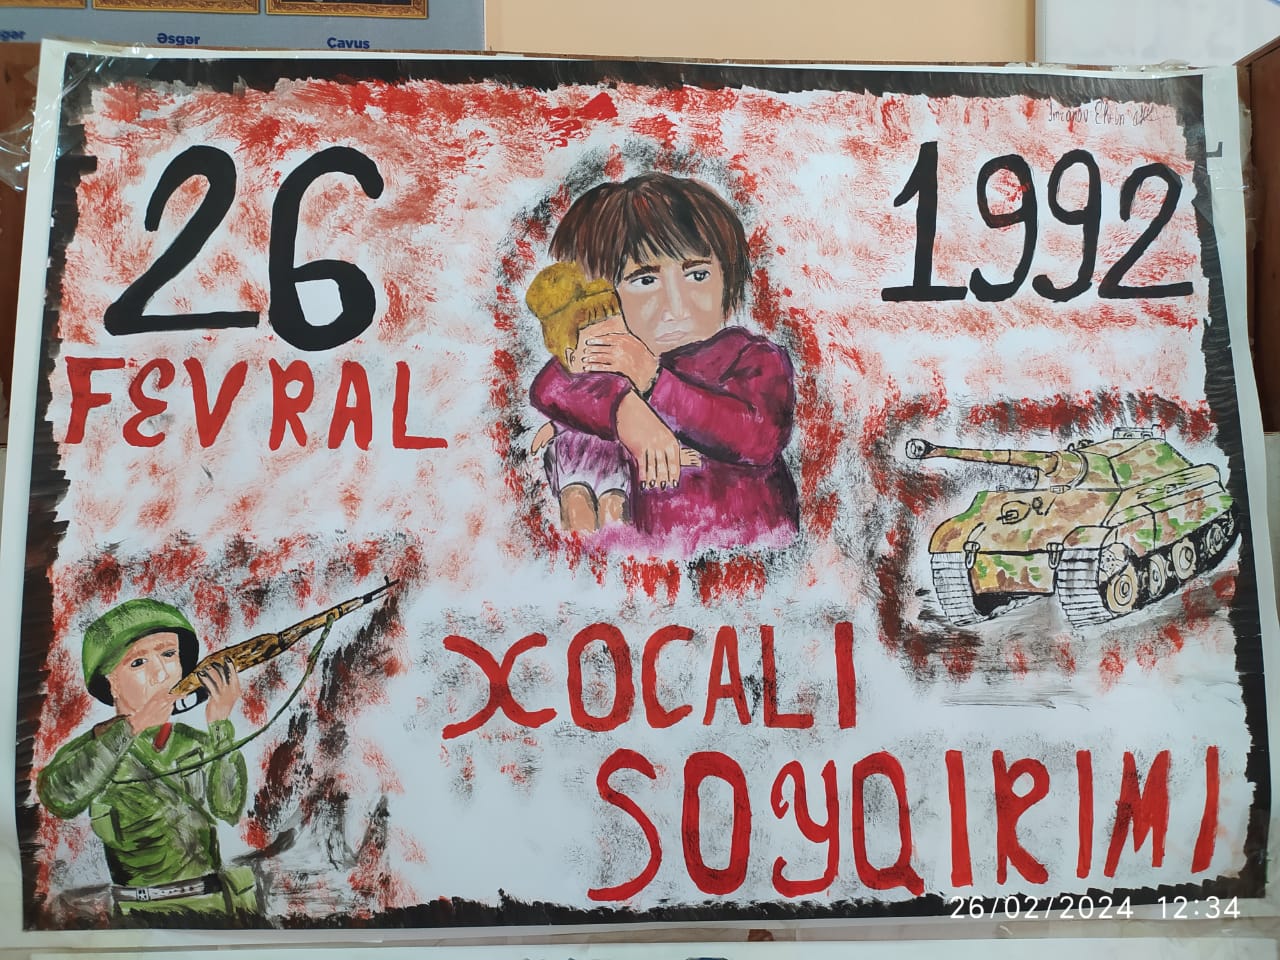 Əsgər
Çavuş
26
FEVRAL
1992
XOCALI
SOYQIRIMI
26/02/2024 12:34